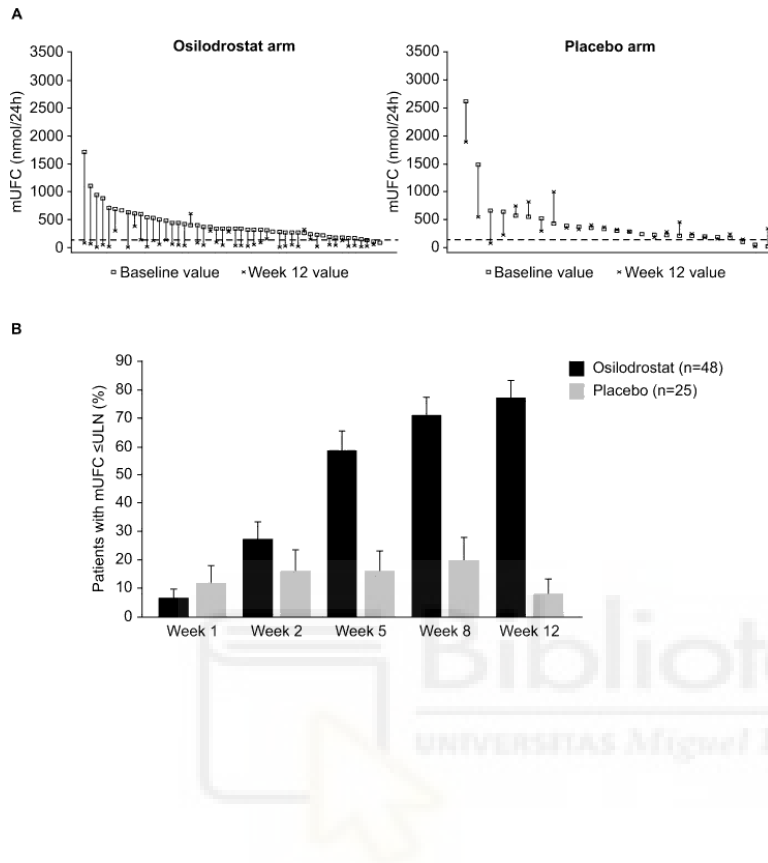 A
Osilodrostat arm
mUFC (nmol/24h)
3500
3000
2500
2000
1500
1000
500
0
Baseline value
Week 12 value
Placebo arm
mUFC (nmol/24h)
3500
3000
2500
2000
1500
1000
500
0
Baseline value
Week 12 value
B
Patients with mUFC ≤ULN (%)
90
80
70
60
50
40
30
20
10
0
Week 1
Week 2
Week 5
Week 8
Week 12
Osilodrostat (n=48)
Placebo (n=25)
UNIVERSITAS Miguel